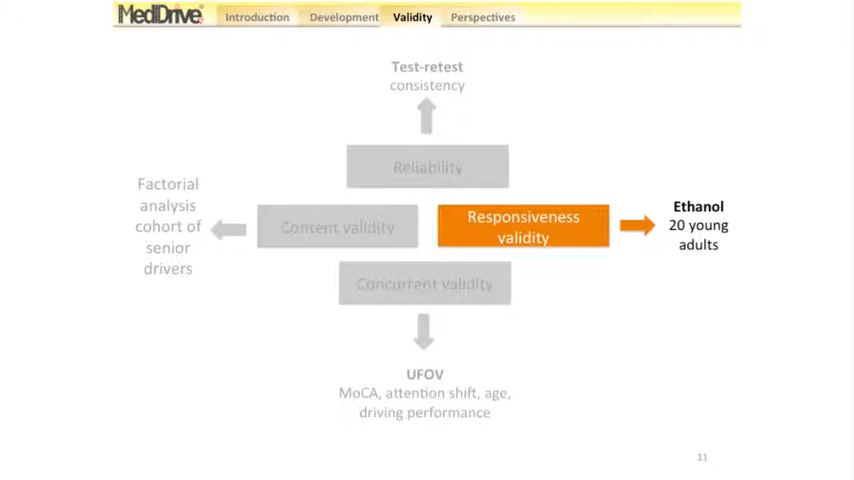 MedDrive Introduction Development Validity Perspectives
Test-retest
consistency
Reliability
Factorial
analysis
cohort of
senior
drivers
Content validity
Responsiveness
validity
Ethanol
20 young
adults
Concurrent validity
UFOV
MoCA, attention shift, age,
driving performance
11